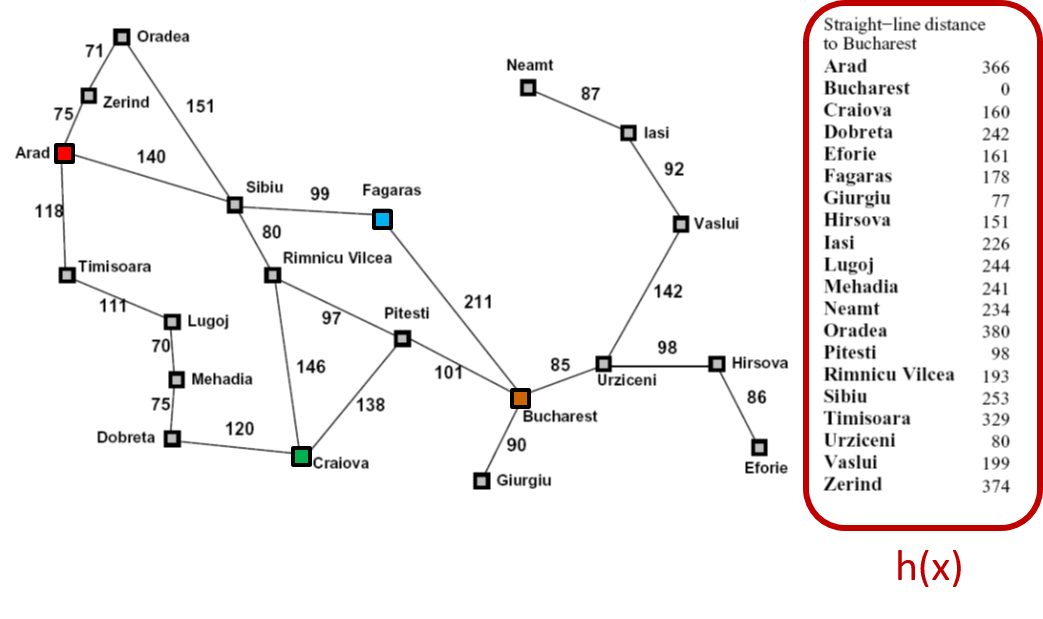 Oradea
71
Zerind
75
151
Arad
140
Sibiu
99
Fagaras
118
80
Rimnicu Vilcea
Timisoara
111
Lugoj
97
Pitesti
211
70
Mehadia
146
101
75
138
Dobreta
120
Craiova
Bucharest
90
Giurgiu
85
Neamt
87
Iasi
92
Vaslui
142
98
Hirsova
Urziceni
86
Eforie
Straight−line distance
to Bucharest
Arad 366
Bucharest 0
Craiova 160
Dobreta 242
Eforie 161
Fagaras 178
Giurgiu 77
Hirsova 151
Iasi 226
Lugoj 244
Mehadia 241
Neamt 234
Oradea 380
Pitesti 98
Rimnicu Vilcea 193
Sibiu 253
Timisoara 329
Urziceni 80
Vaslui 199
Zerind 374
h(x)